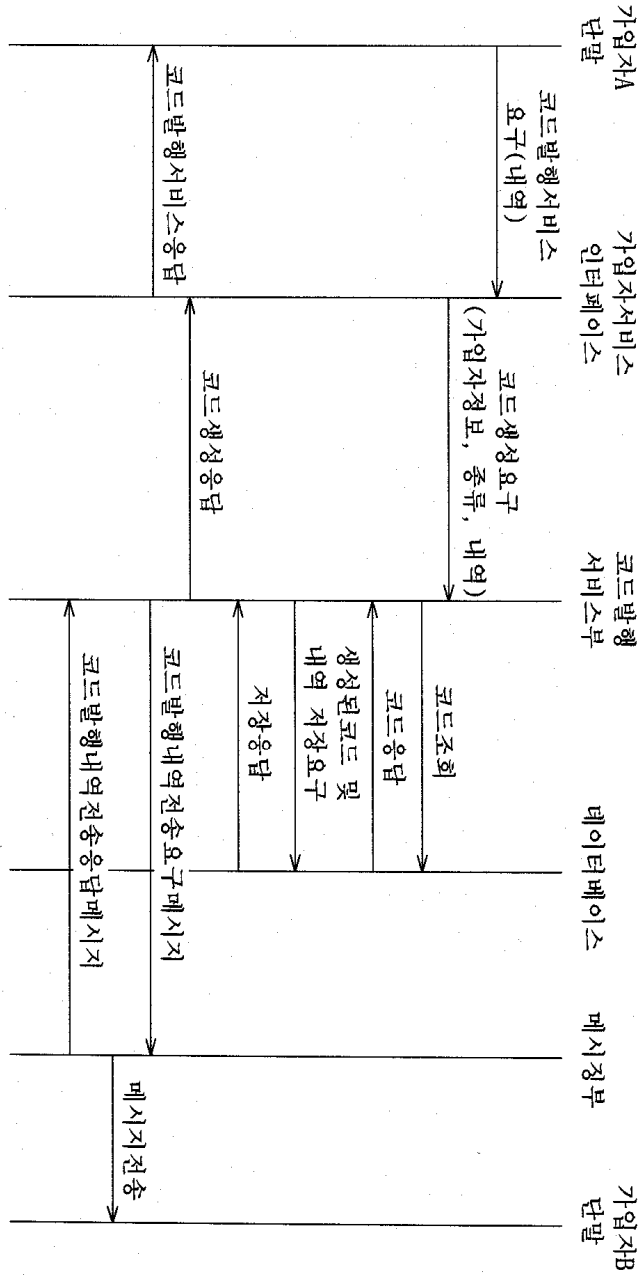 가입자A
단말
가입자서비스
인터페이스
코드발행
서비스부
데이터베이스
메시징부
가입자B
단말
코드발행서비스
요구(내역)
코드생성요구
(가입자정보, 종류, 내역)
코드조회
코드응답
생성된코드 및
내역 저장요구
저장응답
코드생성응답
코드발행서비스응답
코드발행내역전송요구메시지
메시지전송
코드발행내역전송응답메시지